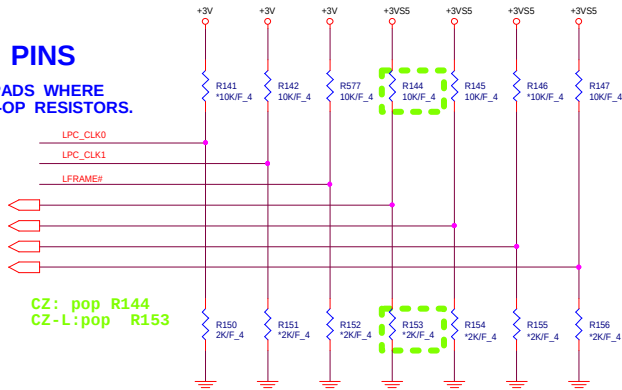 +3V +3V +3V +3VS5 +3VS5 +3VS5 +3VS5
PINS
R141 R142 R577 R144 R145 R146 R147
*10K/F_4 10K/F_4 10K/F_4 10K/F_4 10K/F_4 *10K/F_4 10K/F_4
PADS WHERE
-OP RESISTORS.
LPC_CLK0
LPC_CLK1
LFRAME#
CZ: pop R144
CZ-L:pop R153
R150 R151 R152 R153 R154 R155 R156
2K/F_4 *2K/F_4 *2K/F_4 *2K/F_4 *2K/F_4 *2K/F_4 *2K/F_4